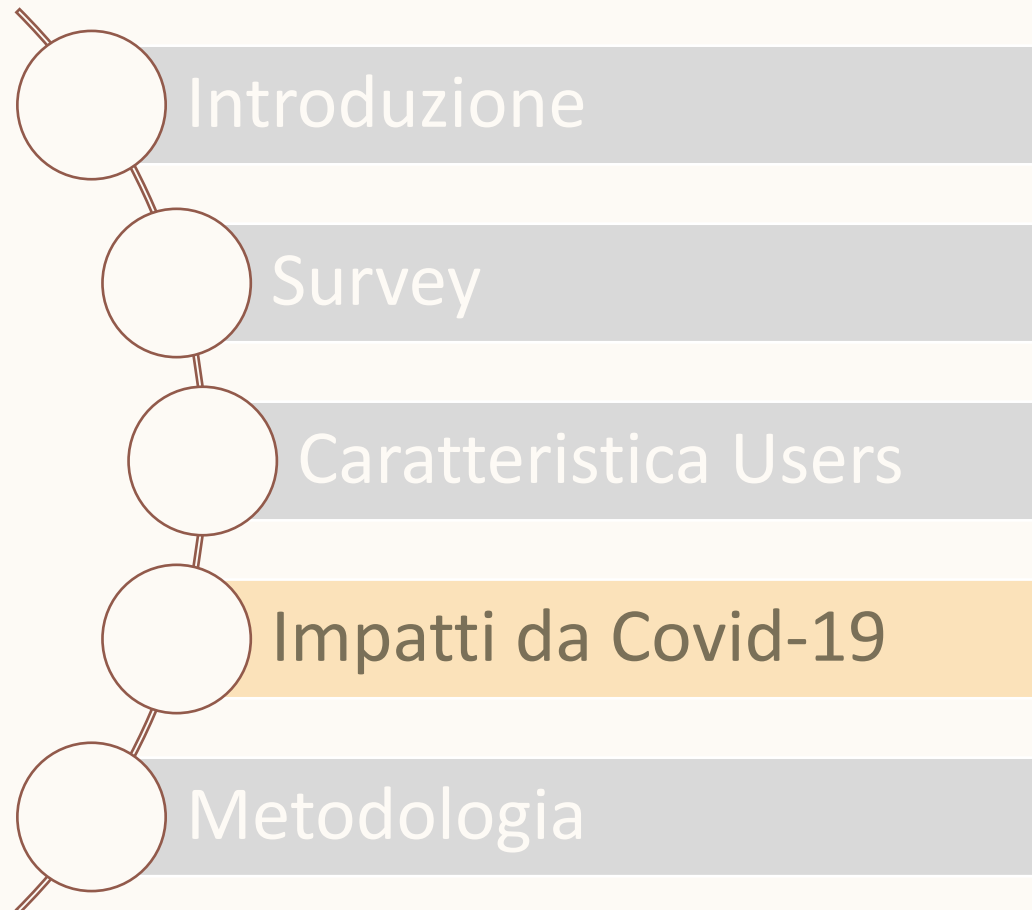 Introduzione
Survey
Caratteristica Users
Impatti da Covid-19
Metodologia